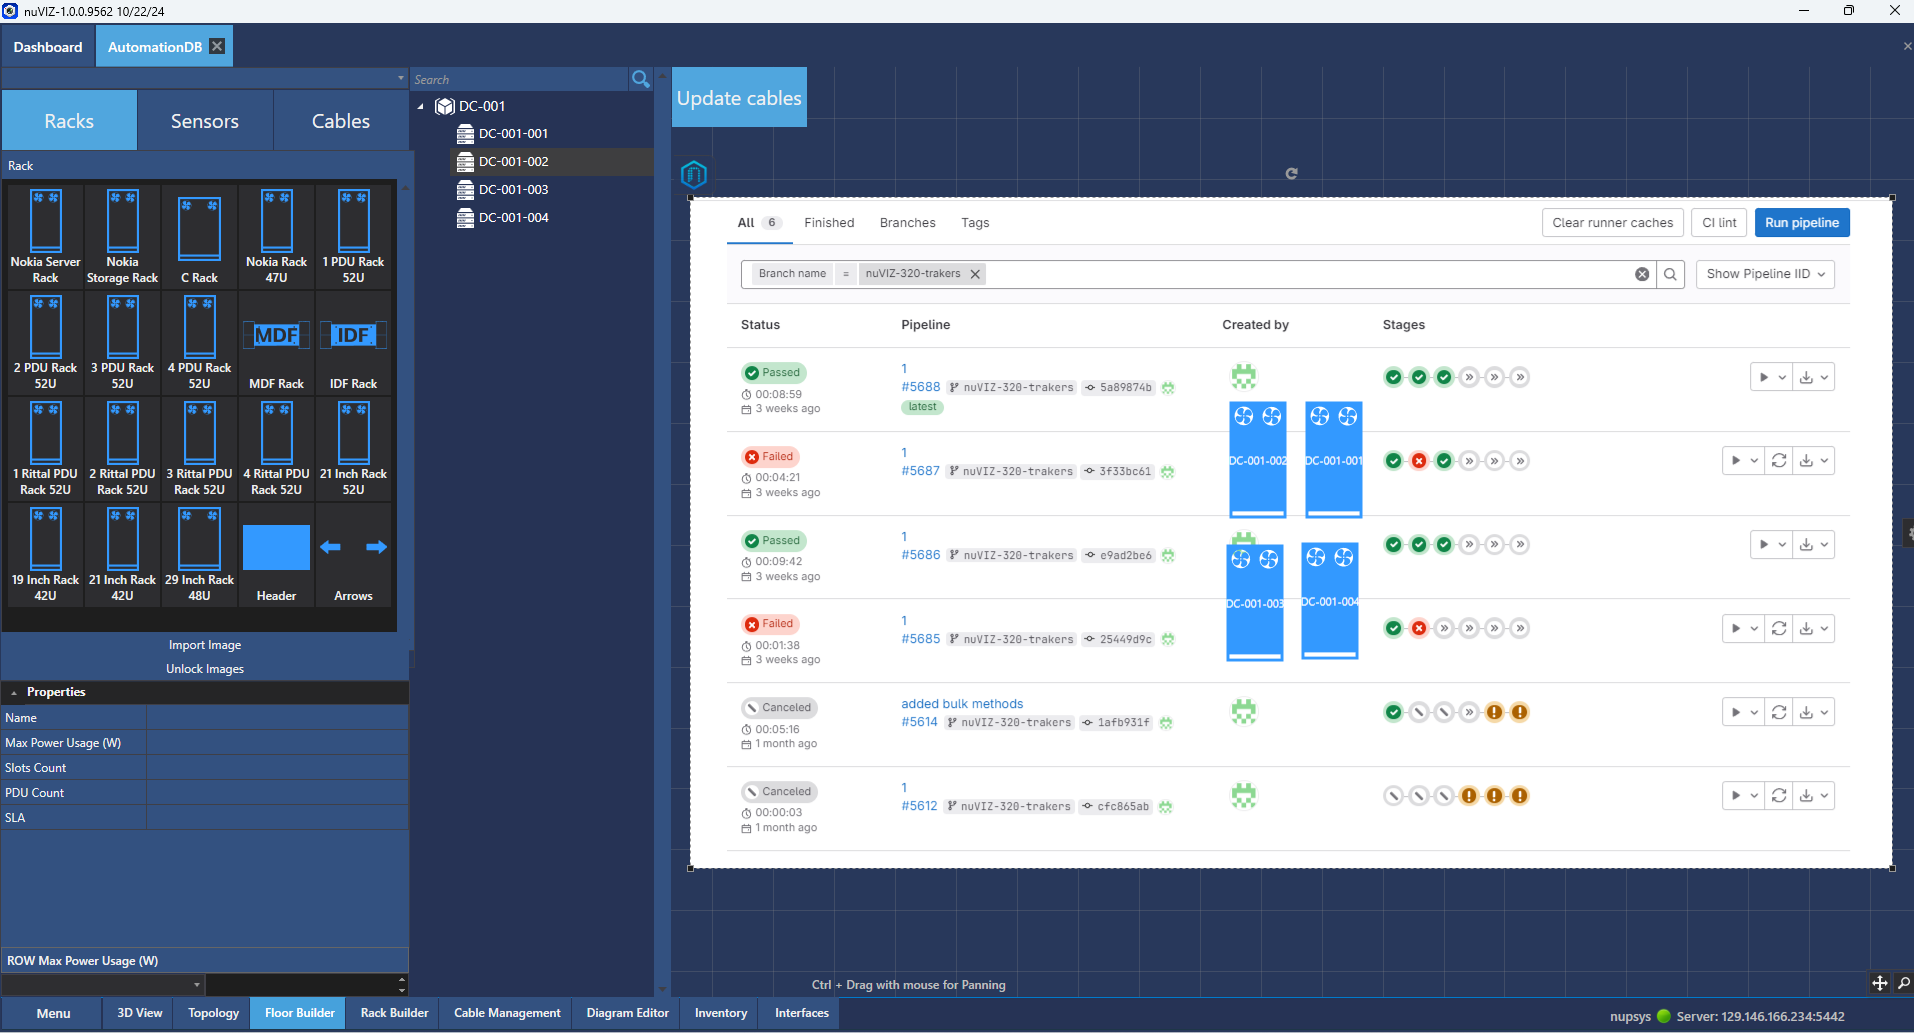 nuVIZ-1.0.0.9562 10/22/24
Dashboard
AutomationDB
Search
Update cables
Racks
Sensors
Cables
Rack
Nokia Server Rack
Nokia Storage Rack
C Rack
Nokia Rack 47U
1 PDU Rack 52U
2 PDU Rack 52U
3 PDU Rack 52U
4 PDU Rack 52U
MDF
MDF Rack
IDF
IDF Rack
1 Rittal PDU Rack 52U
2 Rittal PDU Rack 52U
3 Rittal PDU Rack 52U
4 Rittal PDU Rack 52U
21 Inch Rack 52U
19 Inch Rack 42U
21 Inch Rack 42U
29 Inch Rack 48U
Header
Arrows
Import Image
Unlock Images
Properties
Name
Max Power Usage (W)
Slots Count
PDU Count
SLA
ROW Max Power Usage (W)
DC-001
DC-001-001
DC-001-002
DC-001-003
DC-001-004
All 6 Finished Branches Tags
Clear runner caches CI lint Run pipeline
Branch name = nuVIZ-320-trakers
Show Pipeline IID
Status Pipeline Created by Stages
Passed
00:08:59
3 weeks ago
1
#5688 nuVIZ-320-trakers 5a89874b
latest
Failed
00:04:21
3 weeks ago
1
#5687 nuVIZ-320-trakers 3f33bc61
DC-001-002 DC-001-001
Passed
00:09:42
3 weeks ago
1
#5686 nuVIZ-320-trakers e9ad2be6
DC-001-003 DC-001-004
Failed
00:01:38
3 weeks ago
1
#5685 nuVIZ-320-trakers 25449d9c
Canceled
00:05:16
1 month ago
added bulk methods
#5614 nuVIZ-320-trakers 1afb931f
Canceled
00:00:03
1 month ago
1
#5612 nuVIZ-320-trakers cfc865ab
Ctrl + Drag with mouse for Panning
Menu
3D View
Topology
Floor Builder
Rack Builder
Cable Management
Diagram Editor
Inventory
Interfaces
nupsys Server: 129.146.166.234:5442